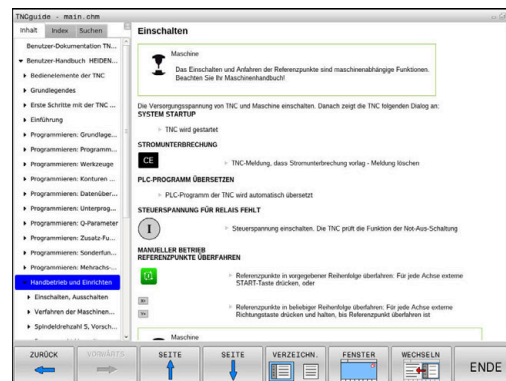 TNCguide - main.chm
Inhalt Index Suchen
Benutzer-Dokumentation TN...
Benutzer-Handbuch HEIDEN...
Bedienelemente der TNC
Grundlegendes
Erste Schritte mit der TNC ...
Einführung
Programmieren: Grundlage...
Programmieren: Programm...
Programmieren: Werkzeuge
Programmieren: Konturen ...
Programmieren: Datenüber...
Programmieren: Unterprog...
Programmieren: Q-Parameter
Programmieren: Zusatz-Fu...
Programmieren: Sonderfun...
Programmieren: Mehrachs-...
Handbetrieb und Einrichten
Einschalten, Ausschalten
Verfahren der Maschinen...
Spindeldrehzahl S, Vorsch...
Einschalten
Maschine
Das Einschalten und Anfahren der Referenzpunkte sind maschinenabhängige Funktionen.
Beachten Sie Ihr Maschinenhandbuch!
Die Versorgungsspannung von TNC und Maschine einschalten. Danach zeigt die TNC folgenden Dialog an:
SYSTEM STARTUP
TNC wird gestartet
STROMUNTERBRECHUNG
CE
TNC-Meldung, dass Stromunterbrechung vorlag - Meldung löschen
PLC-PROGRAMM ÜBERSETZEN
PLC-Programm der TNC wird automatisch übersetzt
STEUERSPANNUNG FÜR RELAIS FEHLT
I
Steuerspannung einschalten. Die TNC prüft die Funktion der Not-Aus-Schaltung
MANUELLER BETRIEB
REFERENZPUNKTE ÜBERFAHREN
Referenzpunkte in vorgegebener Reihenfolge überfahren: Für jede Achse externe
START-Taste drücken, oder
Referenzpunkte in beliebiger Reihenfolge überfahren: Für jede Achse externe
Richtungstaste drücken und halten, bis Referenzpunkt überfahren ist
Maschine
ZURÜCK VORWÄRTS SEITE SEITE VERZEICHN. FENSTER WECHSELN ENDE